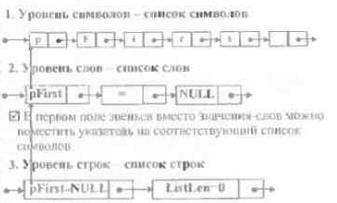 1. Уровень символов – список символов
p F i r s t
2. Уровень слов – список слов
pFirst = NULL
В первом поле звеньев вместо значения-слов можно
поместить указатель на соответствующий список
символов
3. Уровень строк – список строк
pFirst=NULL ListLen=0